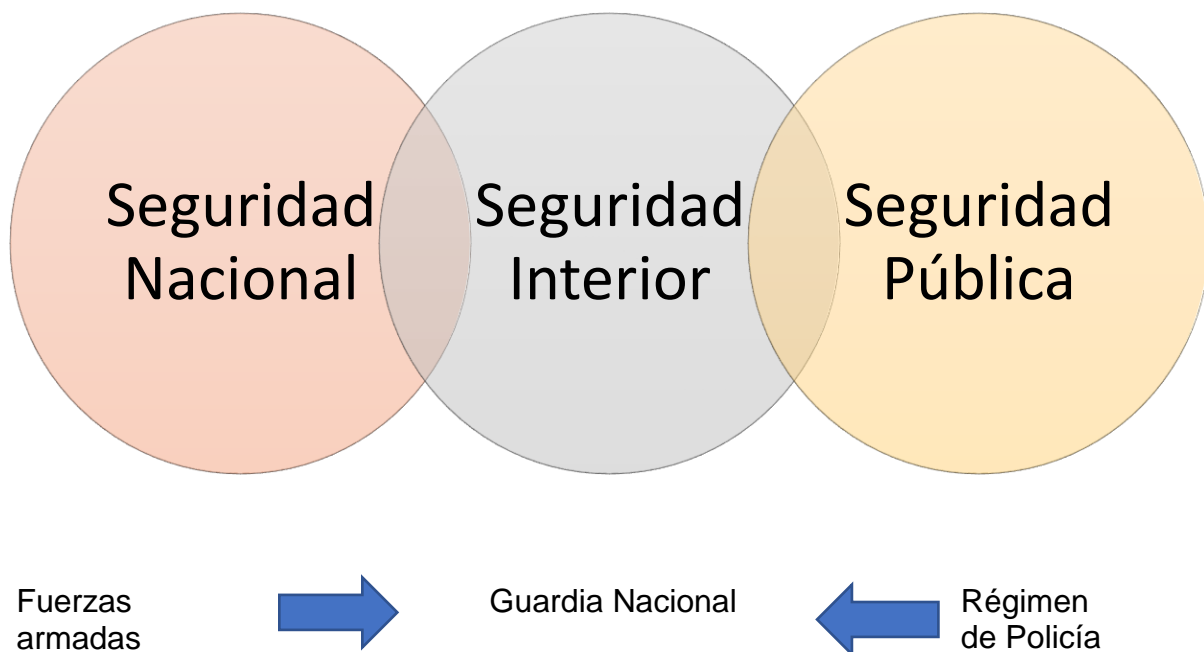 Seguridad
Nacional
Seguridad
Interior
Seguridad
Pública
Fuerzas
armadas
Guardia Nacional
Régimen
de Policía